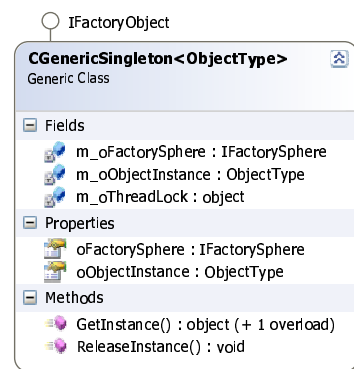 IFactoryObject
CGenericSingleton<ObjectType>
Generic Class
Fields
m_oFactorySphere : IFactorySphere
m_oObjectInstance : ObjectType
m_oThreadLock : object
Properties
oFactorySphere : IFactorySphere
oObjectInstance : ObjectType
Methods
GetInstance() : object (+ 1 overload)
ReleaseInstance() : void